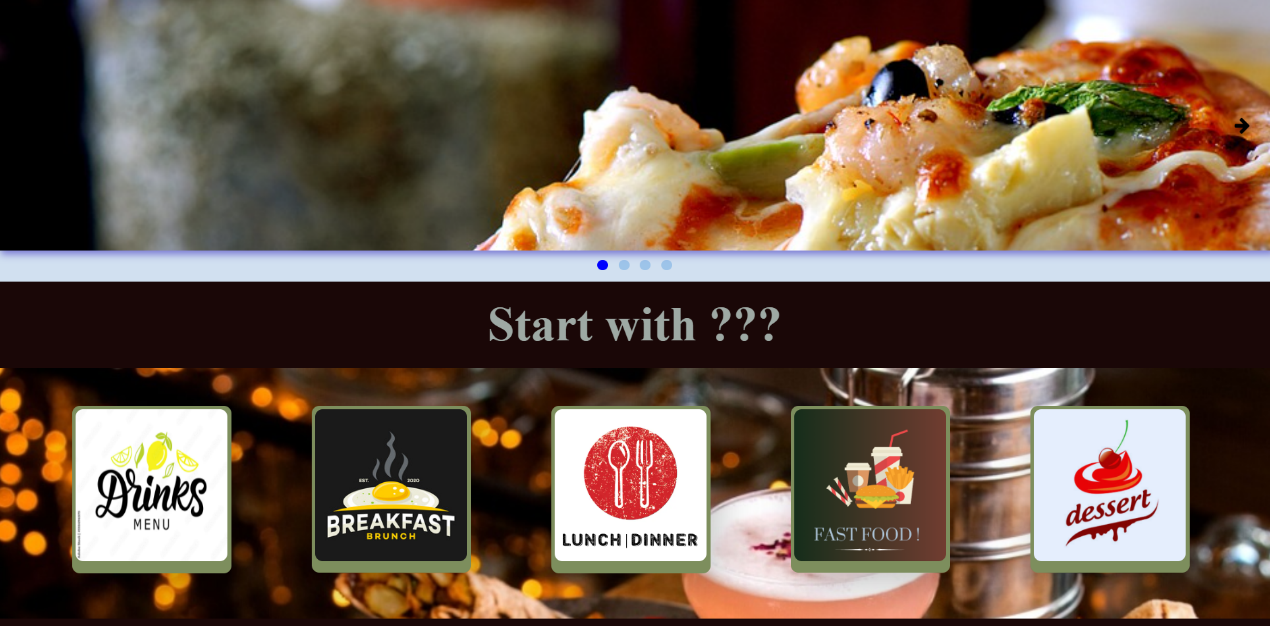 Start with ???
Drinks
MENU
EST. 2020
BREAKFAST
BRUNCH
LUNCH|DINNER
FAST FOOD !
dessert